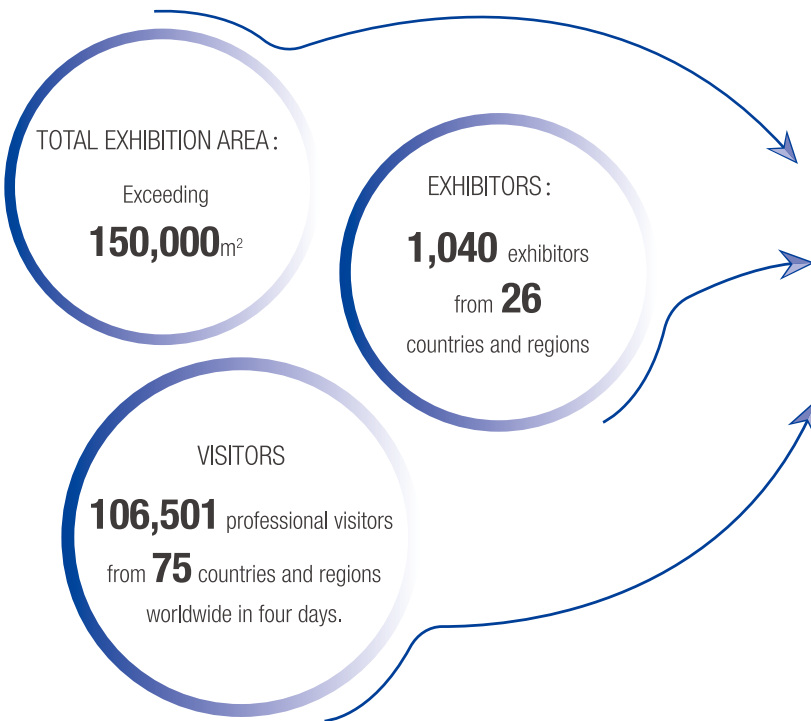 TOTAL EXHIBITION AREA:
Exceeding
150,000m²
EXHIBITORS:
1,040 exhibitors
from 26
countries and regions
VISITORS
106,501 professional visitors
from 75 countries and regions
worldwide in four days.